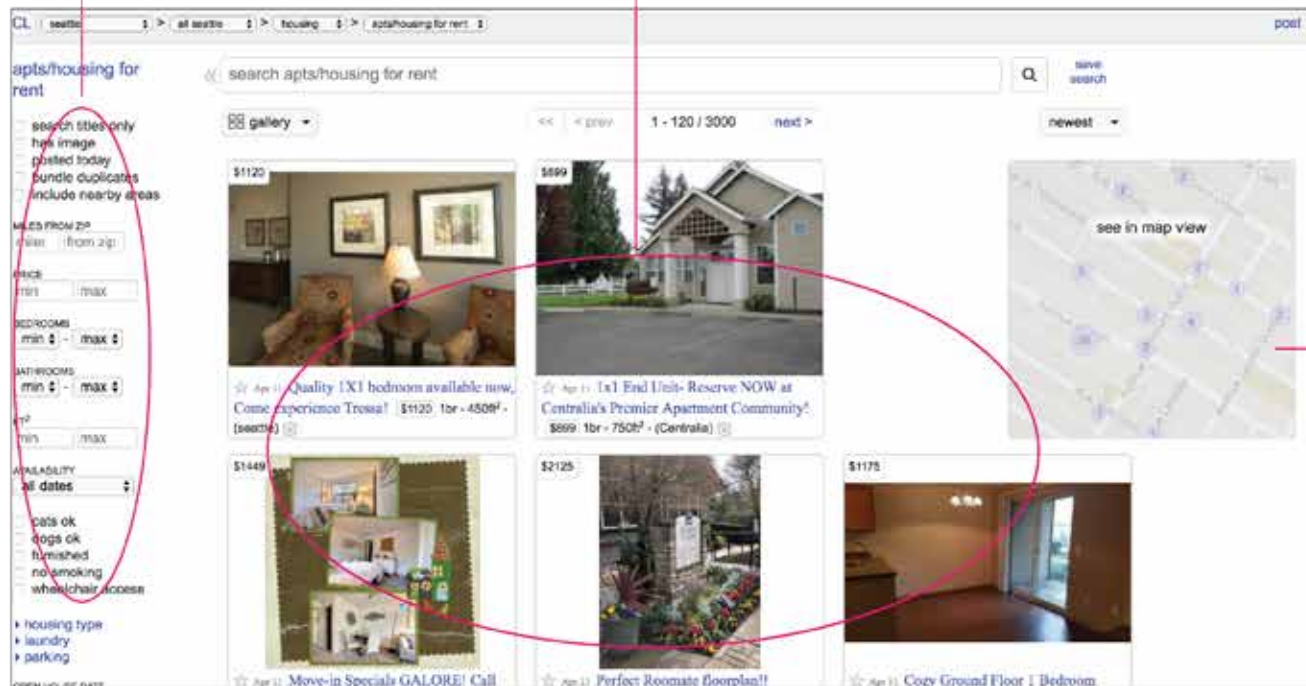 CL seattle > all seattle > housing > apts/housing for rent
post
apts/housing for
rent
search apts/housing for rent
save
search
gallery
<< < prev 1 - 120 / 3000 next >
newest
search titles only
has image
posted today
bundle duplicates
include nearby areas
MILES FROM ZIP
miles from zip
PRICE
min max
BEDROOMS
min - max
BATHROOMS
min - max
FT²
min max
AVAILABILITY
all dates
cats ok
dogs ok
furnished
no smoking
wheelchair access
housing type
laundry
parking
OPEN HOUSE DATE
$1120
Quality 1X1 bedroom available now,
Come experience Tressa! $1120 1br - 450ft² -
(seattle)
$899
1x1 End Unit- Reserve NOW at
Centralia's Premier Apartment Community!
$899 1br - 750ft² - (Centralia)
see in map view
$1449
Move-in Specials GALORE! Call
$2125
Perfect Roomate floorplan!!
$1175
Cozy Ground Floor 1 Bedroom